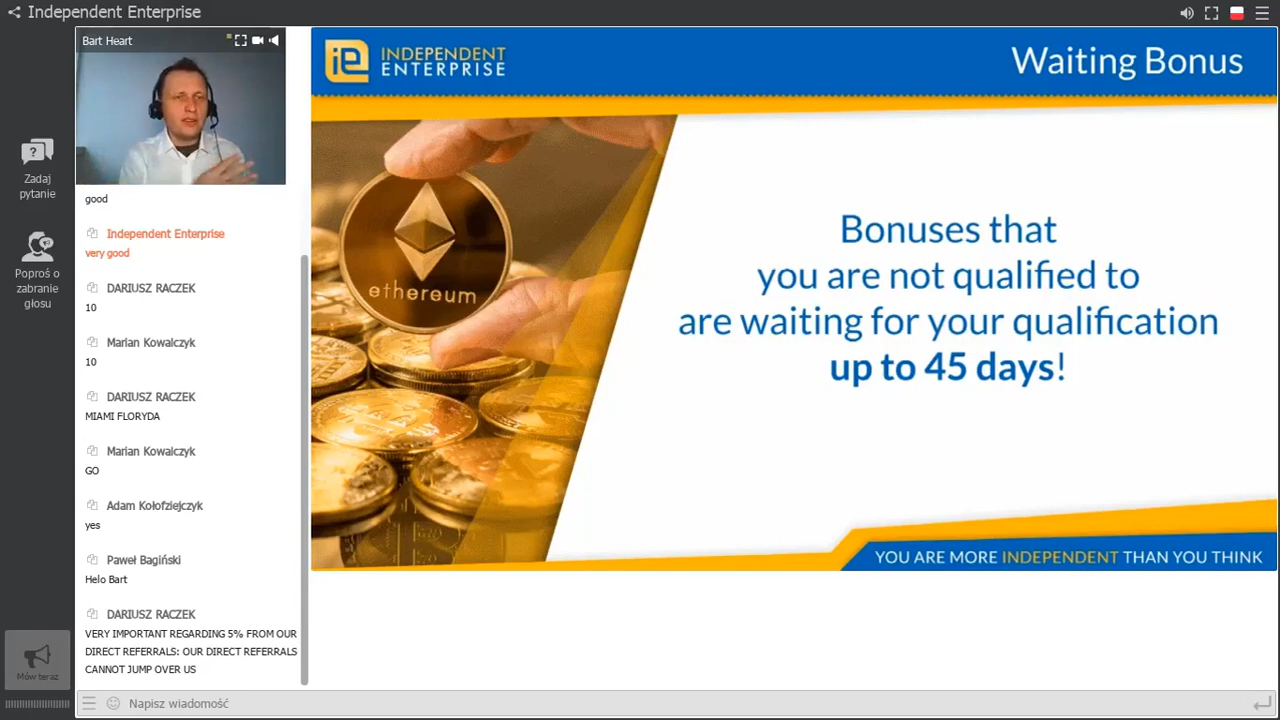 Independent Enterprise
Zadaj
pytanie
Poproś o
zabranie
głosu
Mów teraz
Bart Heart
good
Independent Enterprise
very good
DARIUSZ RACZEK
10
Marian Kowalczyk
10
DARIUSZ RACZEK
MIAMI FLORYDA
Marian Kowalczyk
GO
Adam Kołofziejczyk
yes
Paweł Bagiński
Helo Bart
DARIUSZ RACZEK
VERY IMPORTANT REGARDING 5% FROM OUR
DIRECT REFERRALS: OUR DIRECT REFERRALS
CANNOT JUMP OVER US
Napisz wiadomość
ie INDEPENDENT
ENTERPRISE
Waiting Bonus
ethereum
Bonuses that
you are not qualified to
are waiting for your qualification
up to 45 days!
YOU ARE MORE INDEPENDENT THAN YOU THINK